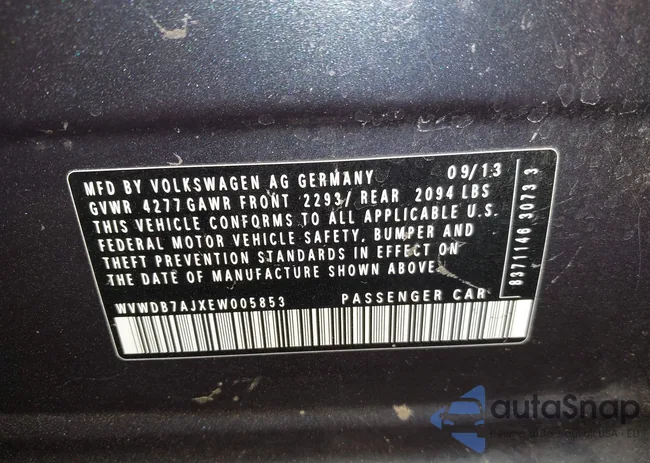 MFD BY VOLKSWAGEN AG GERMANY 09/13
GVWR 4277 GAWR FRONT 2293/ REAR 2094 LBS
THIS VEHICLE CONFORMS TO ALL APPLICABLE U.S.
FEDERAL MOTOR VEHICLE SAFETY, BUMPER AND
THEFT PREVENTION STANDARDS IN EFFECT ON
THE DATE OF MANUFACTURE SHOWN ABOVE.
WVWDB7AJXEW005853 PASSENGER CAR
83711146 3073 3
autaSnap